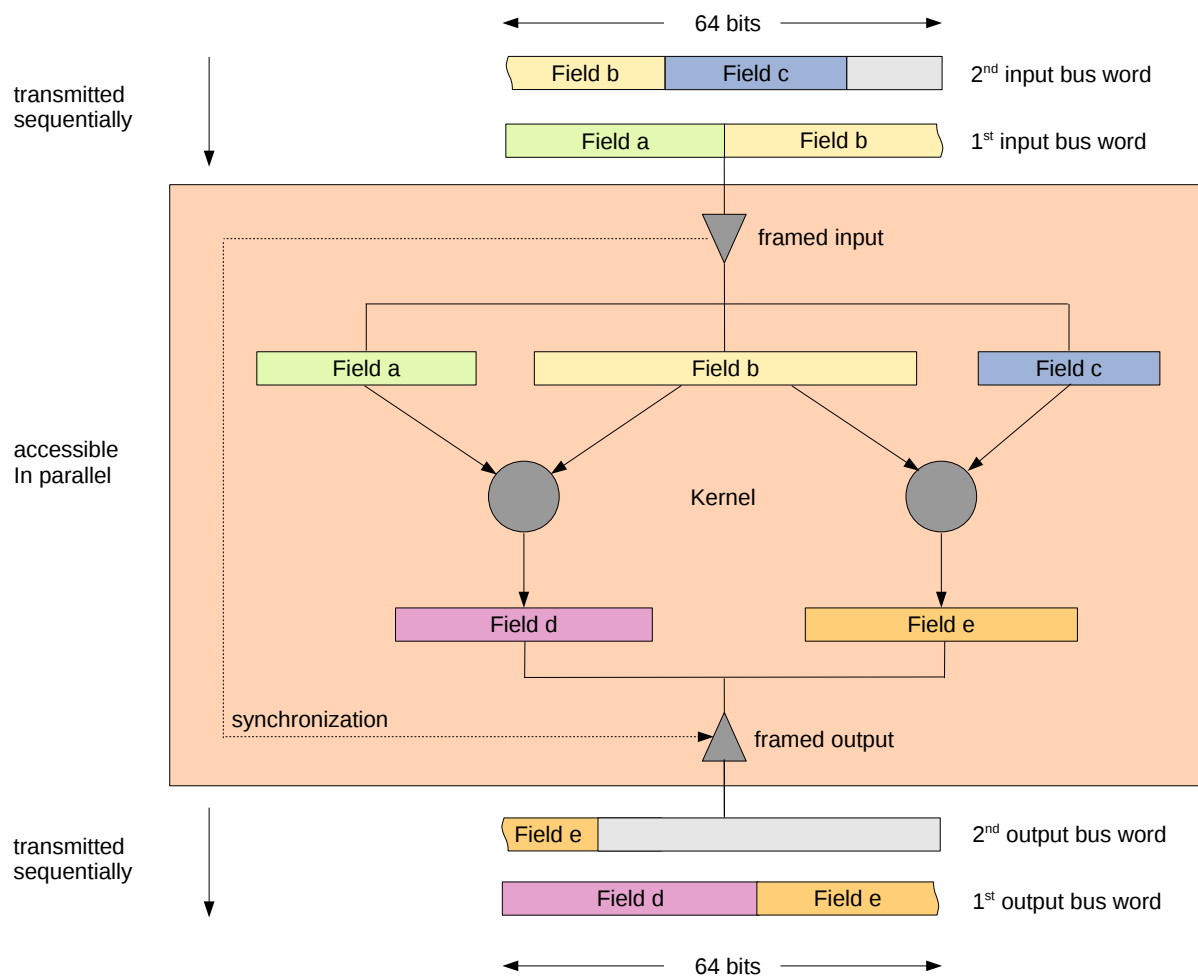 64 bits
Field b
Field c
2nd input bus word
transmitted
sequentially
Field a
Field b
1st input bus word
framed input
Field a
Field b
Field c
accessible
In parallel
Kernel
Field d
Field e
synchronization
framed output
transmitted
sequentially
Field e
2nd output bus word
Field d
Field e
1st output bus word
64 bits